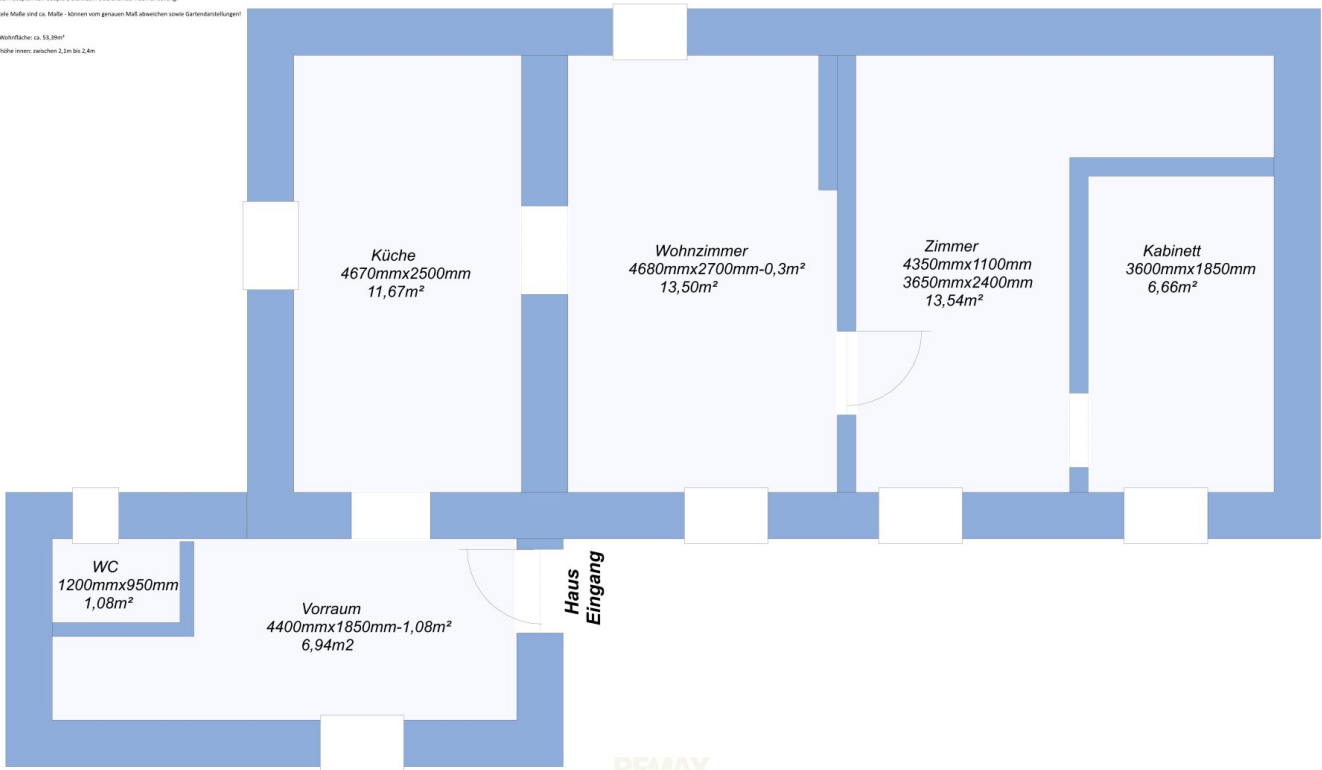 Maße sind ca. Maße - können vom genauen Maß abweichen sowie Gartendarstellungen!
Wohnfläche: ca. 53,39m²
innen: zwischen 2,1m bis 2,4m
Küche
4670mmx2500mm
11,67m²
Wohnzimmer
4680mmx2700mm-0,3m²
13,50m²
Zimmer
4350mmx1100mm
3650mmx2400mm
13,54m²
Kabinett
3600mmx1850mm
6,66m²
WC
1200mmx950mm
1,08m²
Vorraum
4400mmx1850mm-1,08m²
6,94m2
Haus
Eingang
RE/MAX